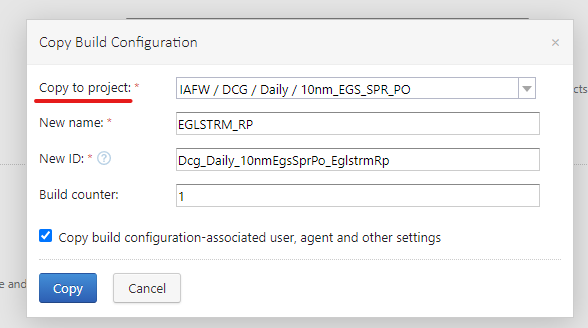 Copy Build Configuration ×
Copy to project: * IAFW / DCG / Daily / 10nm_EGS_SPR_PO
cts
New name: * EGLSTRM_RP
New ID: * ? Dcg_Daily_10nmEgsSprPo_EglstrmRp
Build counter: 1
Copy build configuration-associated user, agent and other settings
e and
Copy Cancel